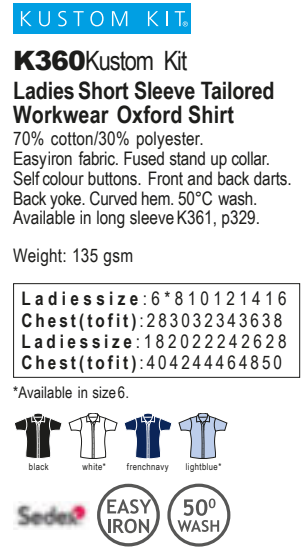 KUSTOM KIT®
K360Kustom Kit
Ladies Short Sleeve Tailored
Workwear Oxford Shirt
70% cotton/30% polyester.
Easyiron fabric. Fused stand up collar.
Self colour buttons. Front and back darts.
Back yoke. Curved hem. 50°C wash.
Available in long sleeve K361, p329.
Weight: 135 gsm
Ladiessize:6*810121416
Chest(tofit):283032343638
Ladiessize:182022242628
Chest(tofit):404244464850
*Available in size6.
black white* frenchnavy lightblue*
Sedex EASY IRON 50⁰ WASH